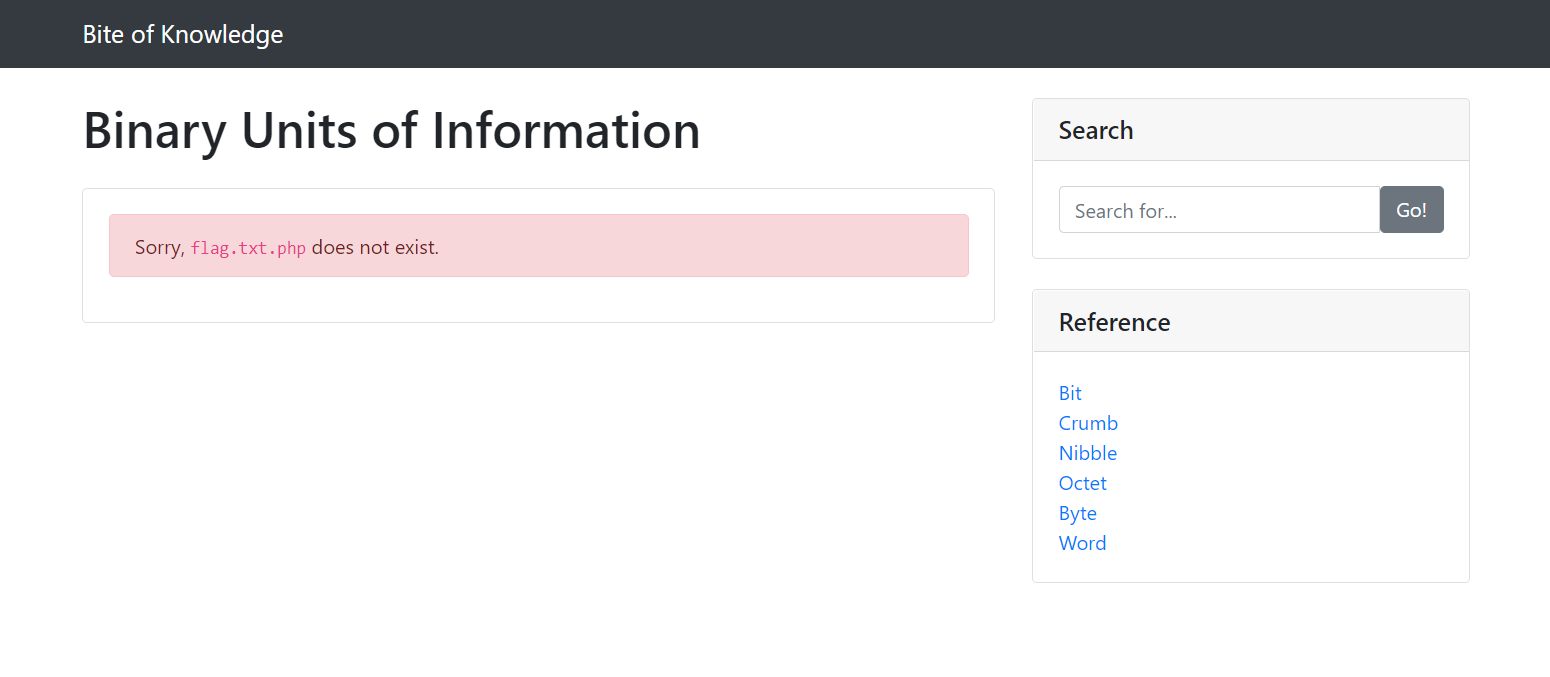 Bite of Knowledge
Binary Units of Information
Sorry, flag.txt.php does not exist.
Search
Search for...
Go!
Reference
Bit
Crumb
Nibble
Octet
Byte
Word